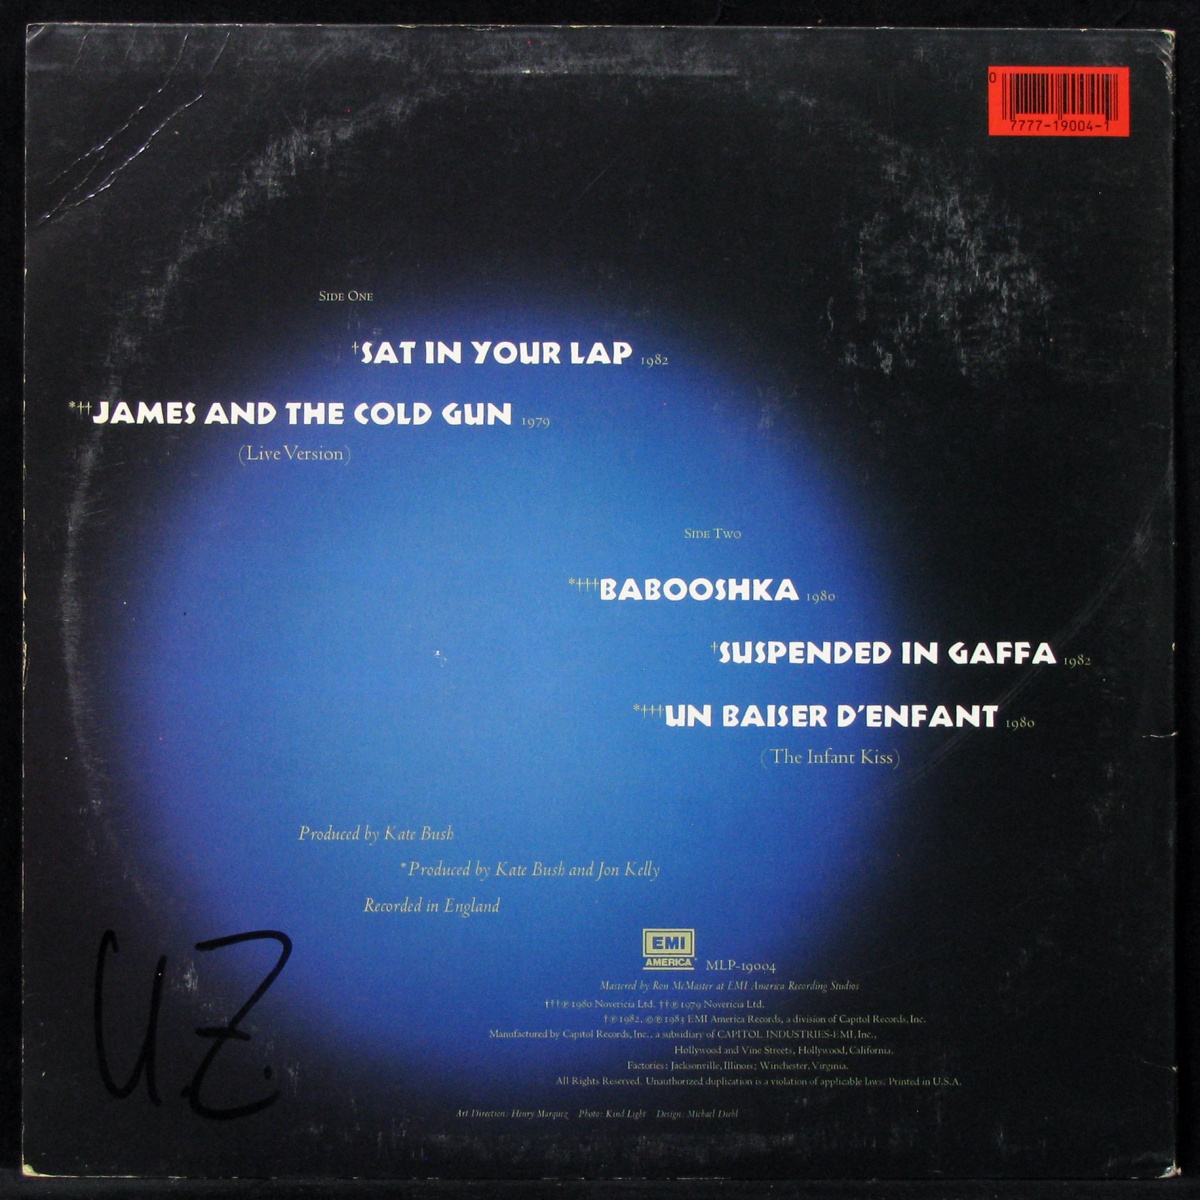 0
7777-19004-1
SIDE ONE
†SAT IN YOUR LAP 1982
*††JAMES AND THE COLD GUN 1979
(Live Version)
SIDE TWO
*†††BABOOSHKA 1980
†SUSPENDED IN GAFFA 1982
*†††UN BAISER D'ENFANT 1980
(The Infant Kiss)
Produced by Kate Bush
*Produced by Kate Bush and Jon Kelly
Recorded in England
EMI
AMERICA
MLP-19004
Mastered by Ron McMaster at EMI America Recording Studios
†††℗ 1980 Novercia Ltd. ††℗ 1979 Novercia Ltd.
†℗ 1982, ©℗ 1983 EMI America Records, a division of Capitol Records, Inc.
Manufactured by Capitol Records, Inc., a subsidiary of CAPITOL INDUSTRIES-EMI, Inc.,
Hollywood and Vine Streets, Hollywood, California.
Factories: Jacksonville, Illinois; Winchester, Virginia.
All Rights Reserved. Unauthorized duplication is a violation of applicable laws. Printed in U.S.A.
Art Direction: Henry Marquez Photo: Kind Light Design: Michael Diehl
U.Z.